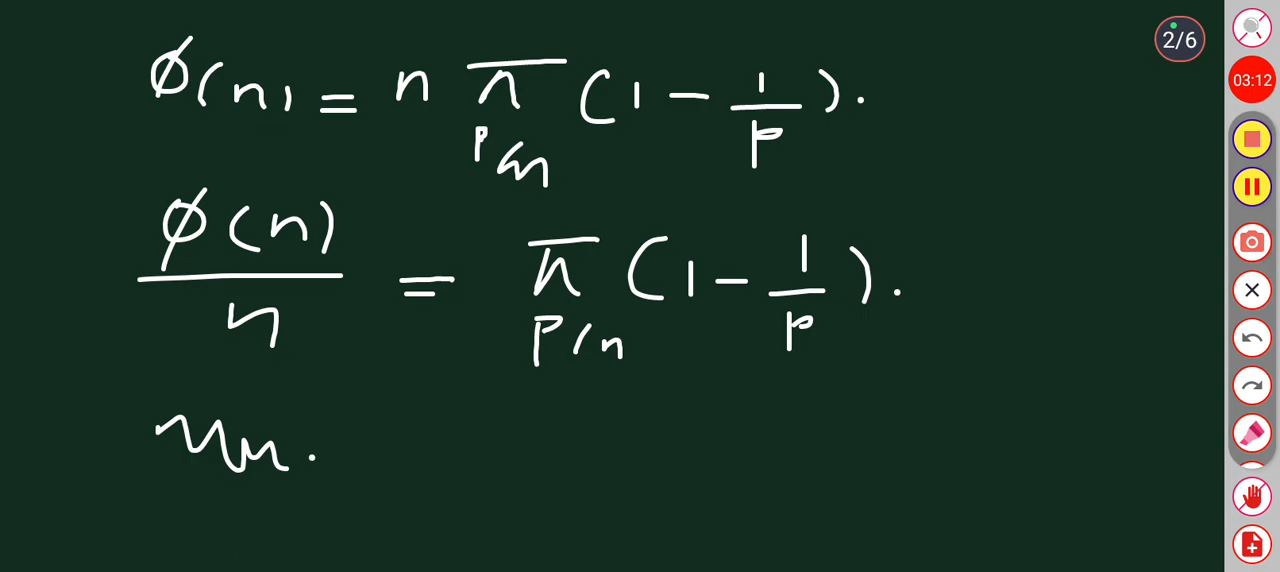 2/6
03:12
φ(n) = n π (1 - 1/p).
p/n
φ(n)/n = π (1 - 1/p).
p/n